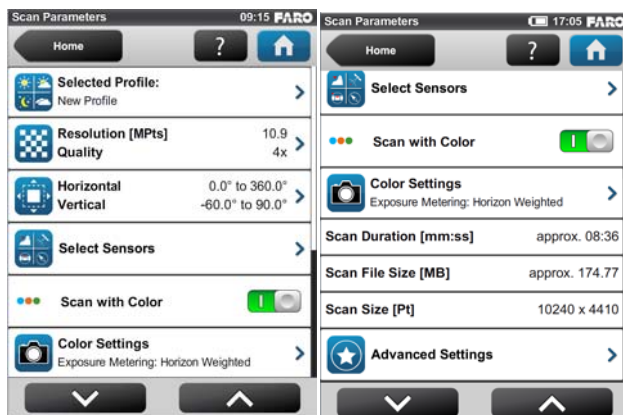 Scan Parameters 09:15 FARO
Home ?
Selected Profile:
New Profile
Resolution [MPts] 10.9
Quality 4x
Horizontal 0.0° to 360.0°
Vertical -60.0° to 90.0°
Select Sensors
Scan with Color
Color Settings
Exposure Metering: Horizon Weighted
Scan Parameters 17:05 FARO
Home ?
Select Sensors
Scan with Color
Color Settings
Exposure Metering: Horizon Weighted
Scan Duration [mm:ss] approx. 08:36
Scan File Size [MB] approx. 174.77
Scan Size [Pt] 10240 x 4410
Advanced Settings